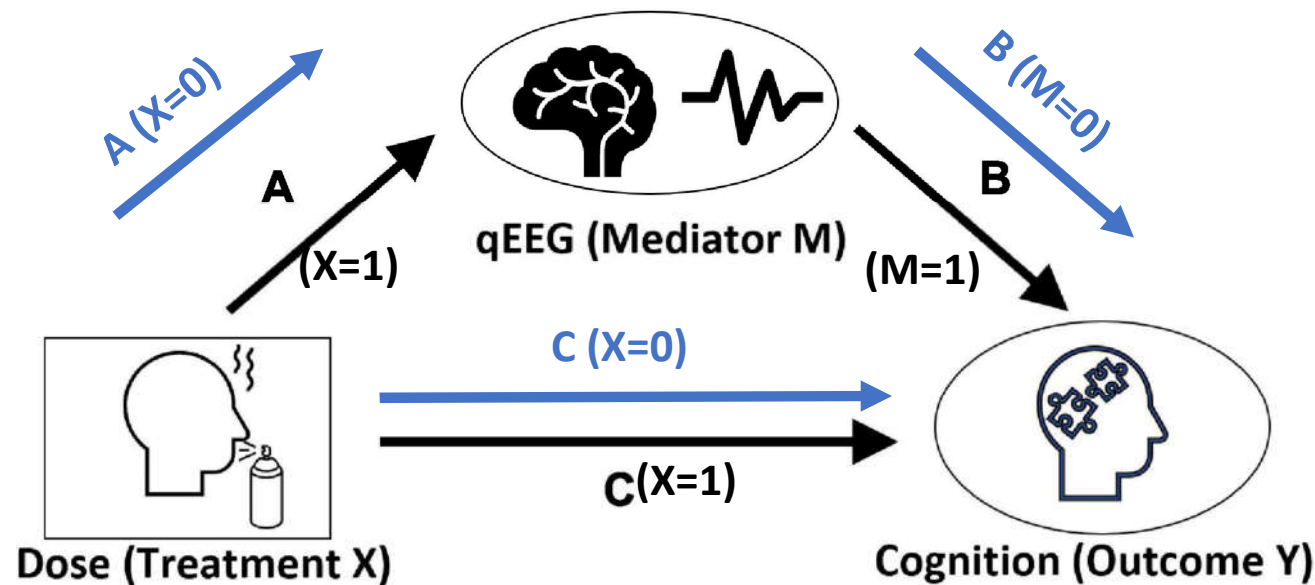 A (X=0)
B (M=0)
A
B
qEEG (Mediator M)
(X=1)
(M=1)
C (X=0)
C (X=1)
Dose (Treatment X)
Cognition (Outcome Y)